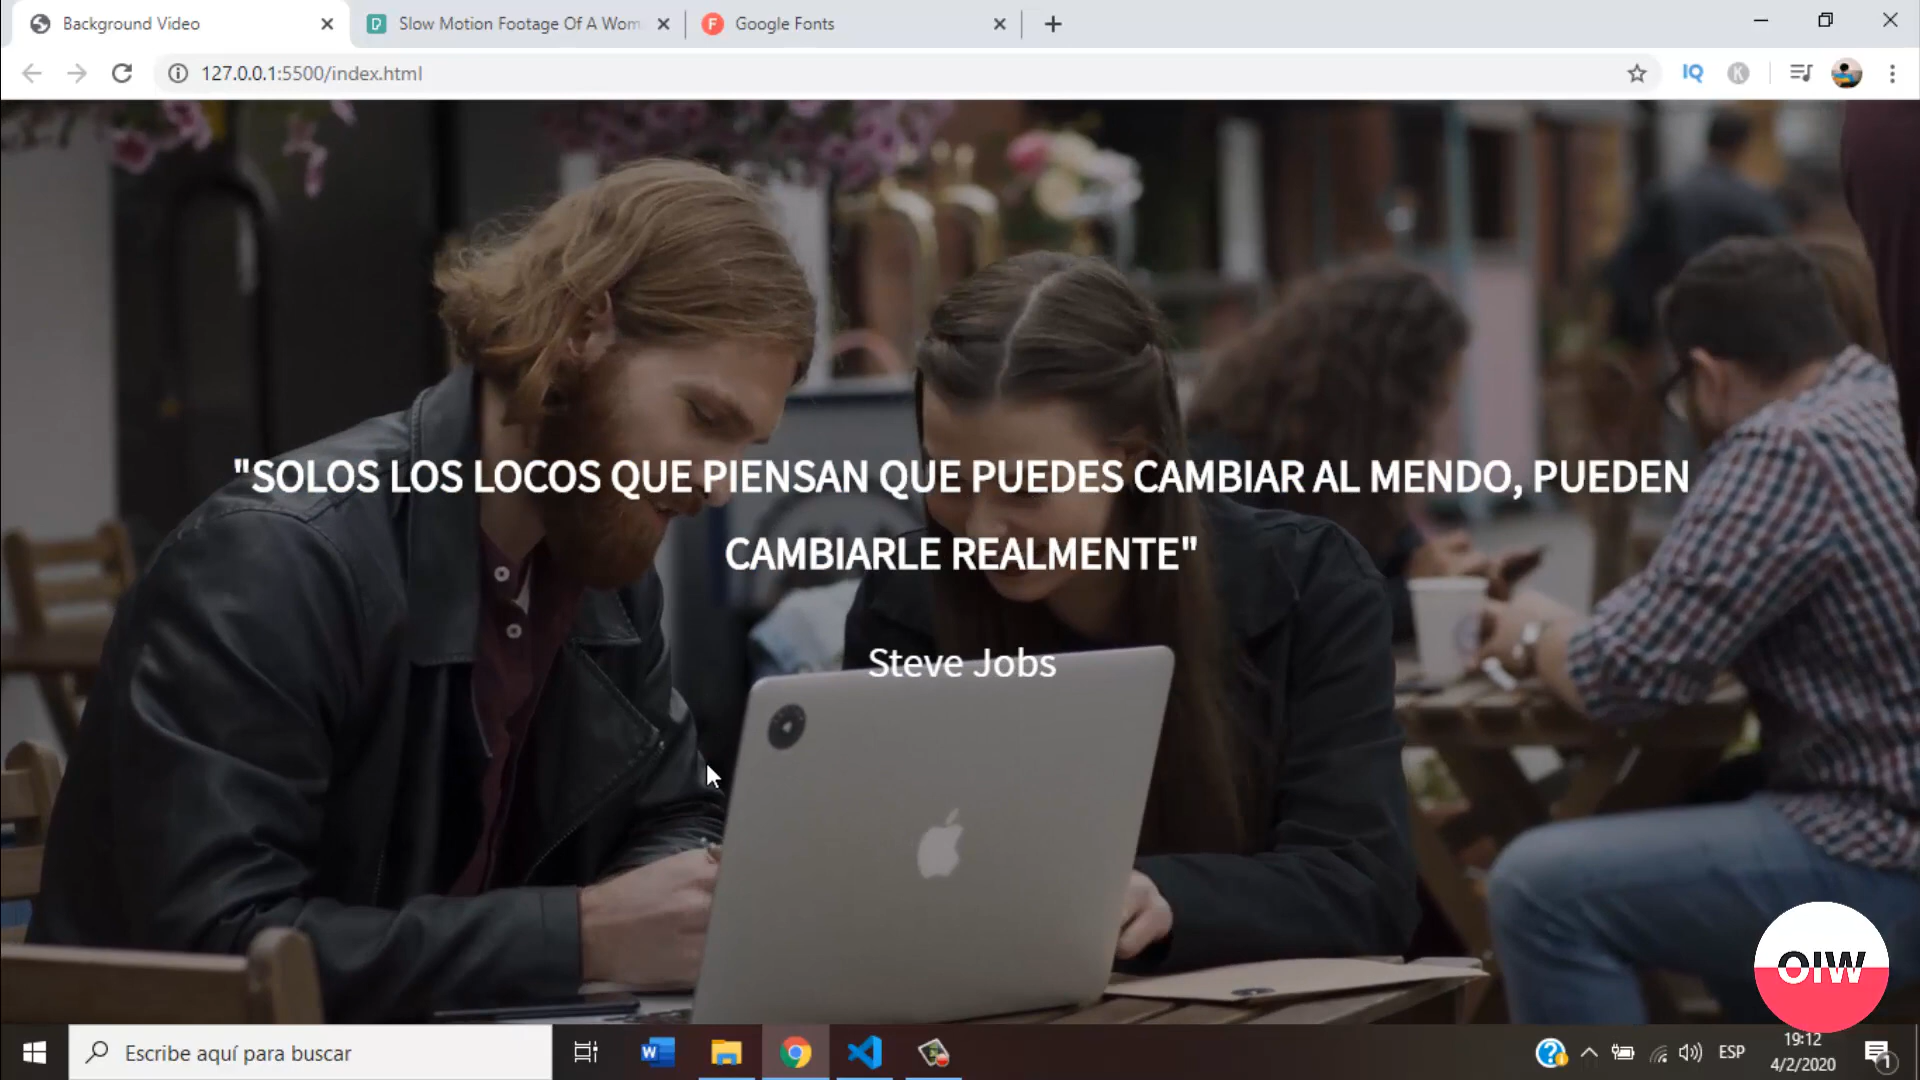 Background Video
Slow Motion Footage Of A Wom
F Google Fonts
127.0.0.1:5500/index.html
IQ
K
"SOLOS LOS LOCOS QUE PIENSAN QUE PUEDES CAMBIAR AL MENDO, PUEDEN
CAMBIARLE REALMENTE"
Steve Jobs
OIW
Escribe aquí para buscar
ESP
19:12
4/2/2020
1